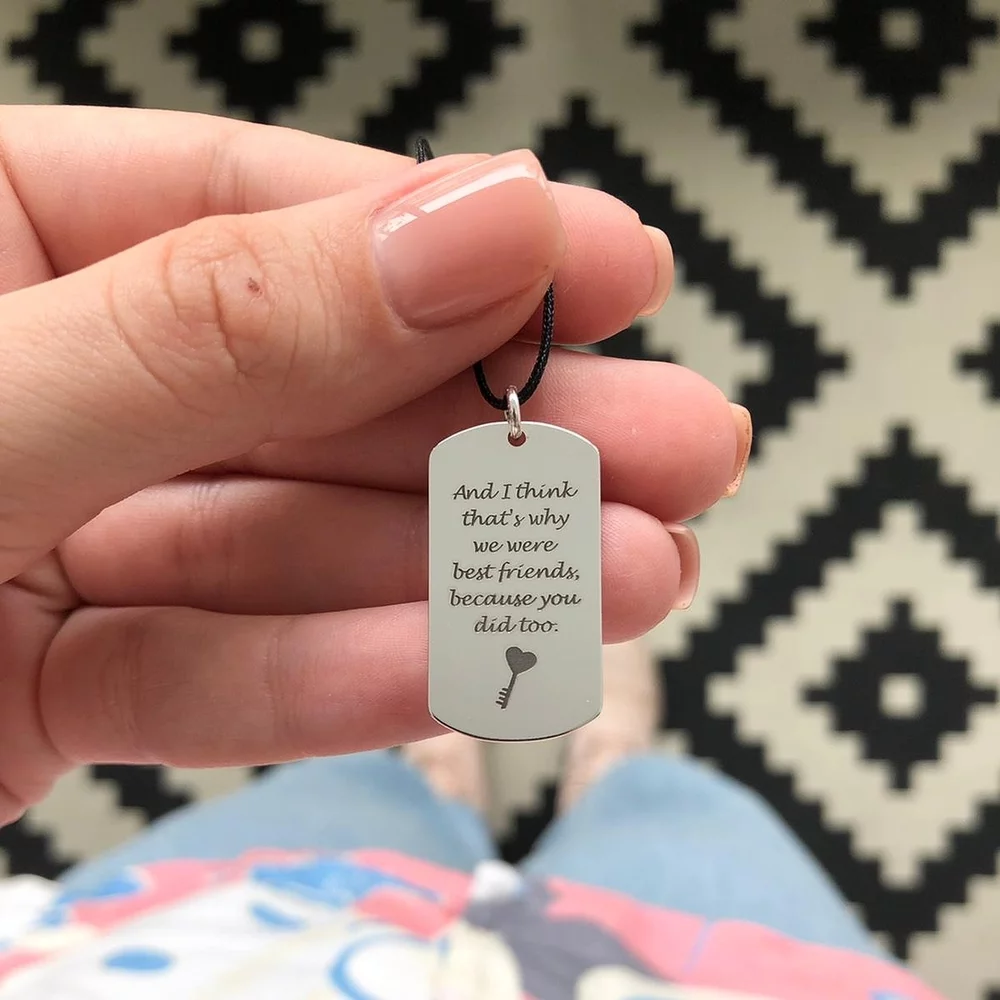 And I think
that's why
we were
best friends,
because you
did too.